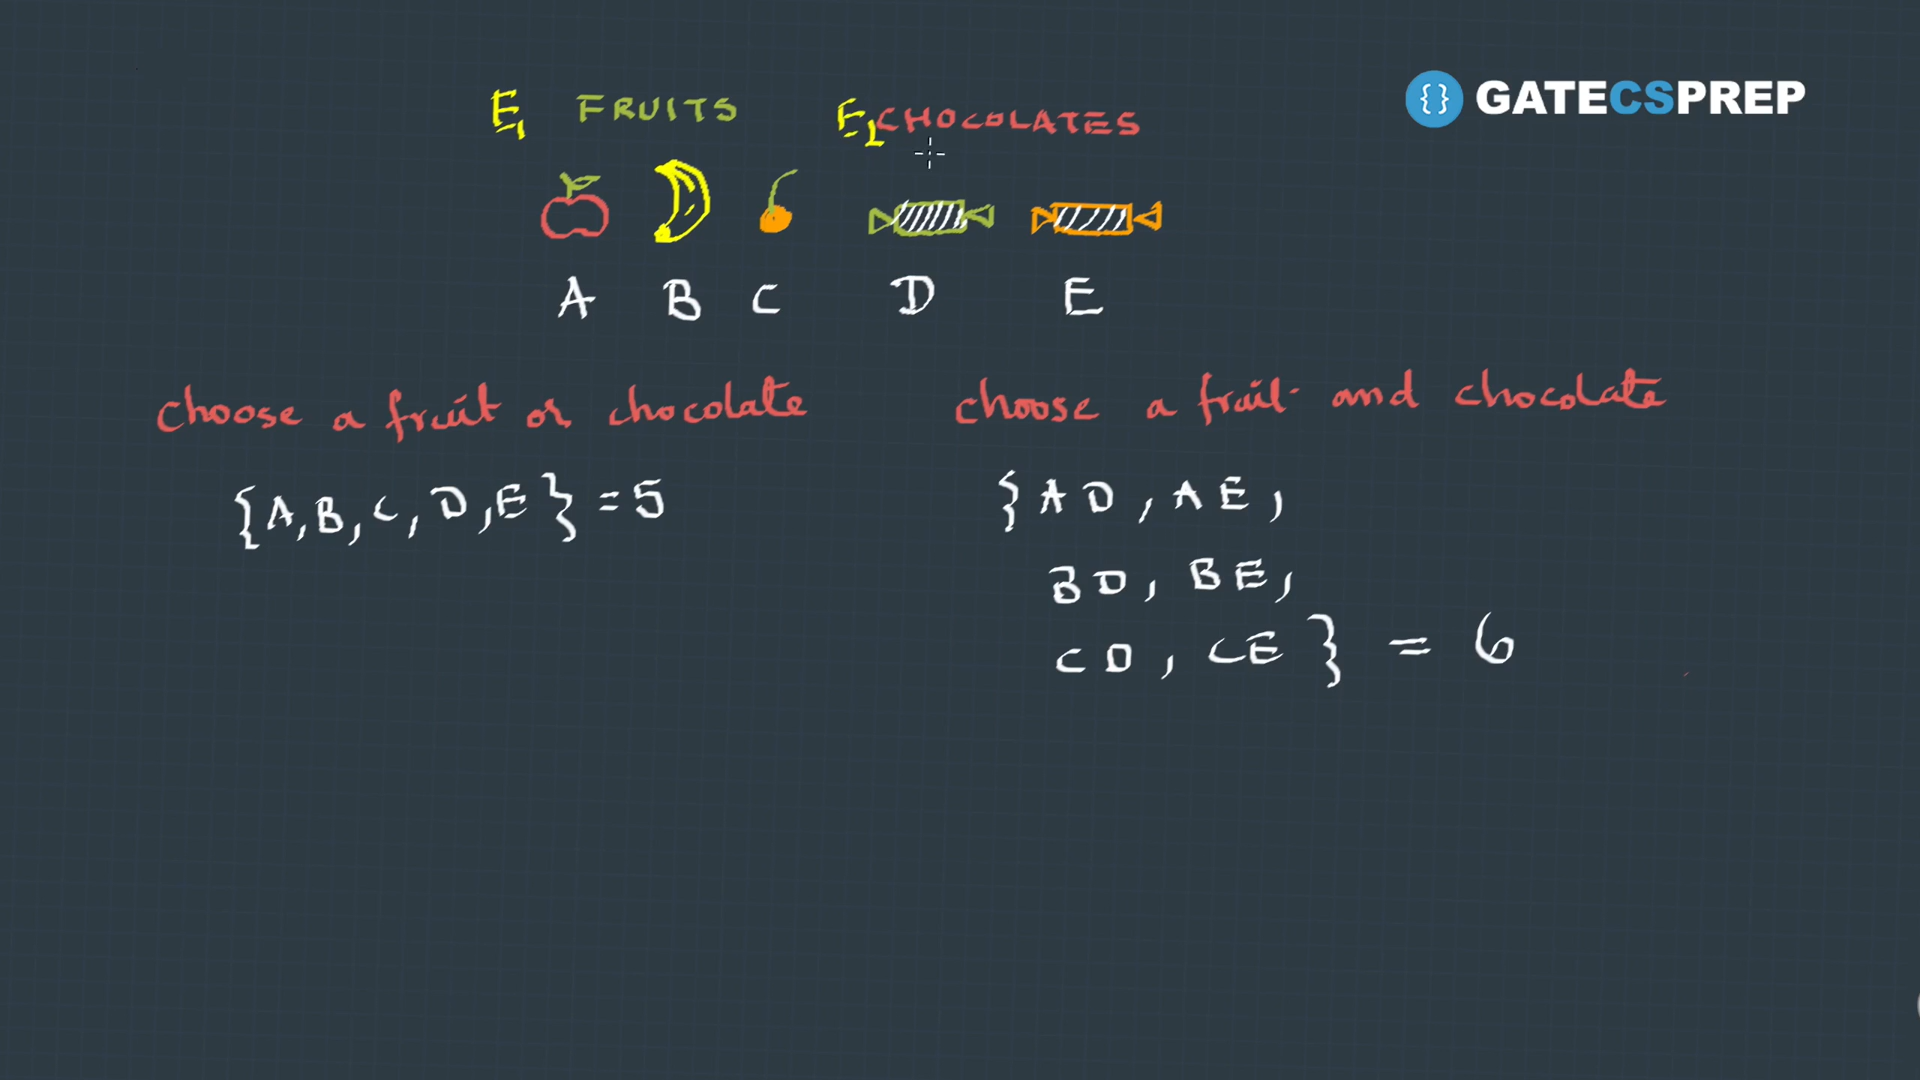 {} GATECSPREP
E1 FRUITS E2 CHOCOLATES
A B C D E
choose a fruit or chocolate
{A, B, C, D, E} = 5
choose a fruit and chocolate
{AD, AE,
BD, BE,
CD, CE} = 6